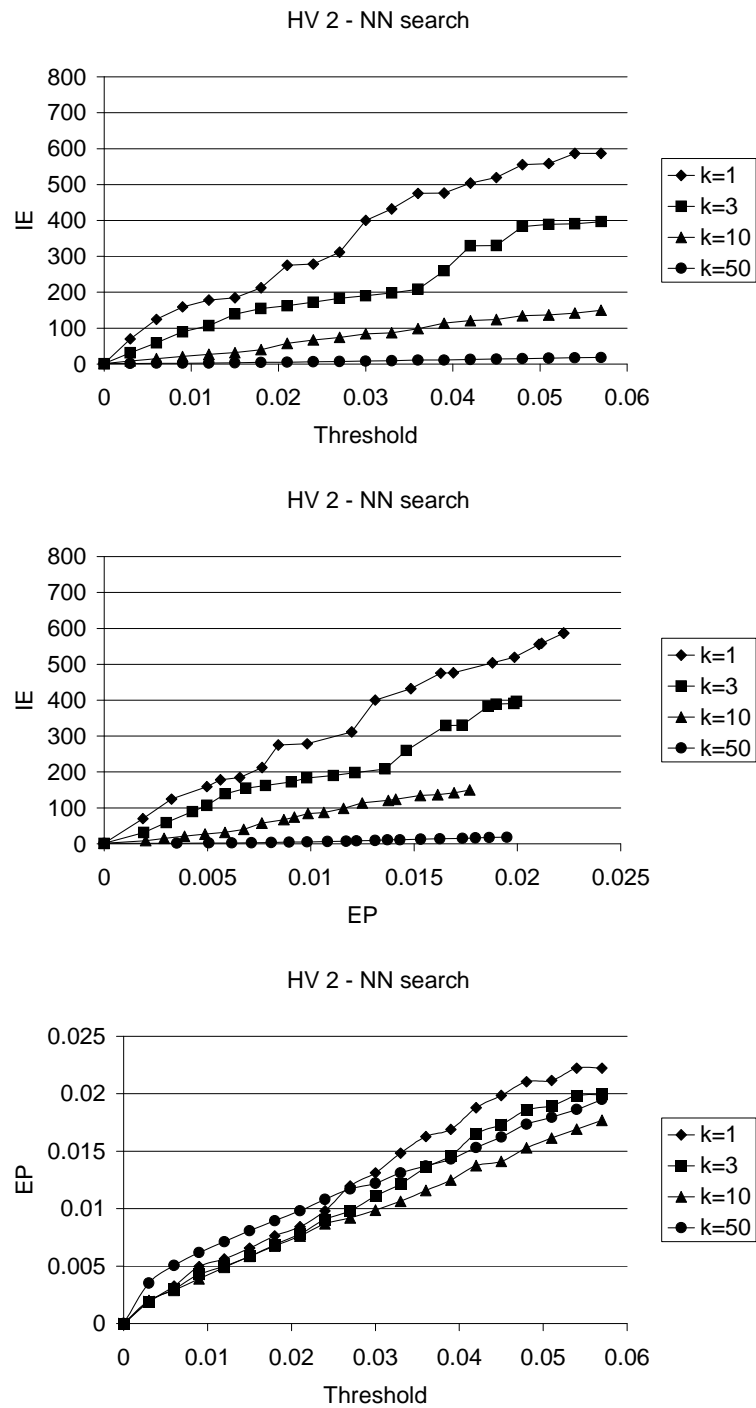 HV 2 - NN search
800
700
600
500
400
300
200
100
0
IE
0 0.01 0.02 0.03 0.04 0.05 0.06
Threshold
k=1
k=3
k=10
k=50
HV 2 - NN search
800
700
600
500
400
300
200
100
0
IE
0 0.005 0.01 0.015 0.02 0.025
EP
k=1
k=3
k=10
k=50
HV 2 - NN search
0.025
0.02
0.015
0.01
0.005
0
EP
0 0.01 0.02 0.03 0.04 0.05 0.06
Threshold
k=1
k=3
k=10
k=50